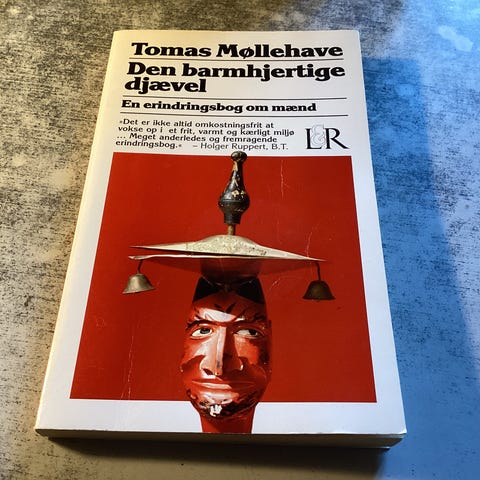 Tomas Møllehave
Den barmhjertige
djævel
En erindringsbog om mænd
»Det er ikke altid omkostningsfrit at
vokse op i et frit, varmt og kærligt miljø
... Meget anderledes og fremragende
erindringsbog.« – Holger Ruppert, B.T.
L&R